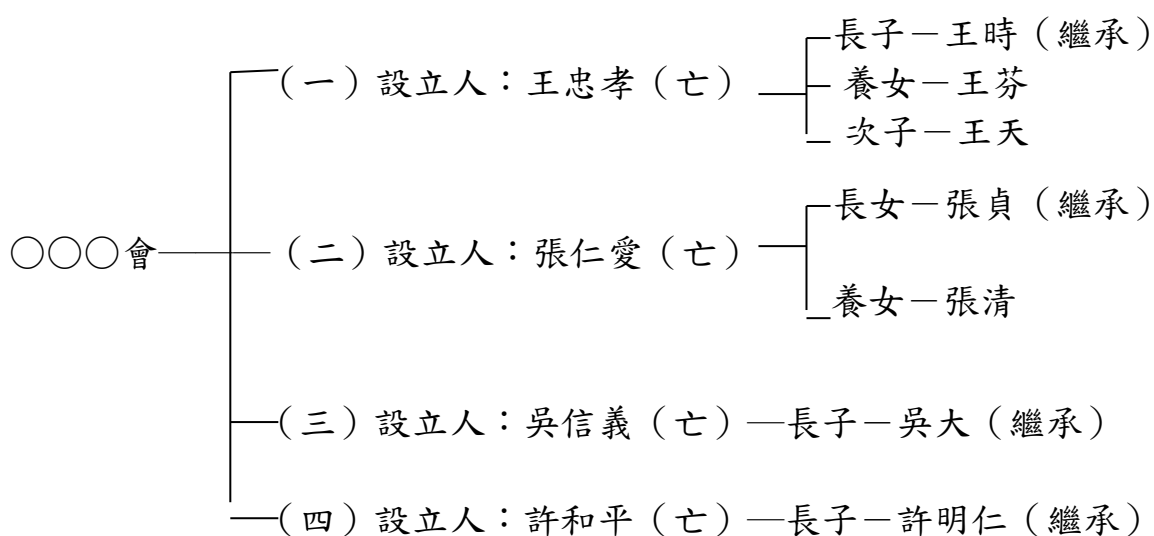 長子－王時（繼承）
（一）設立人：王忠孝（亡）
養女－王芬
次子－王天
長女－張貞（繼承）
○○○會
（二）設立人：張仁愛（亡）
養女－張清
（三）設立人：吳信義（亡）—長子－吳大（繼承）
（四）設立人：許和平（亡）—長子－許明仁（繼承）